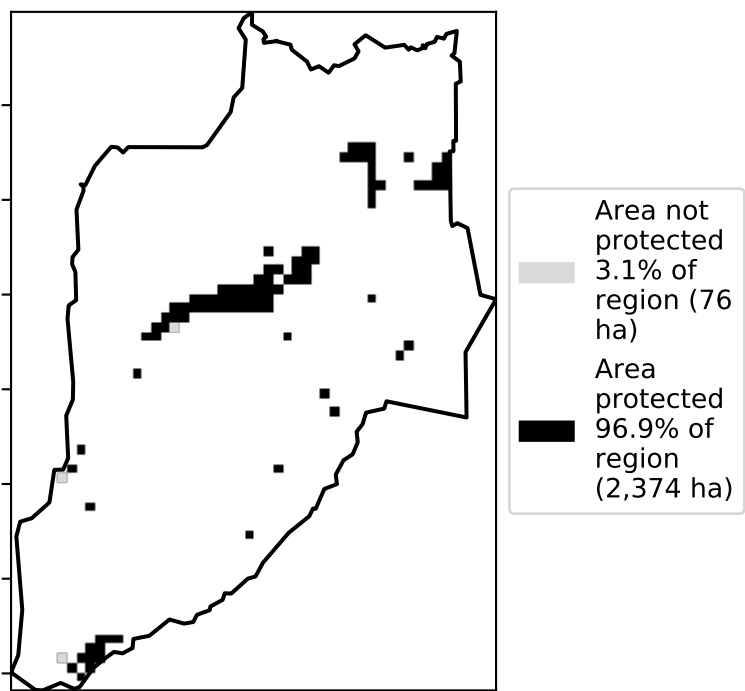 Area not
protected
3.1% of
region (76
ha)
Area
protected
96.9% of
region
(2,374 ha)